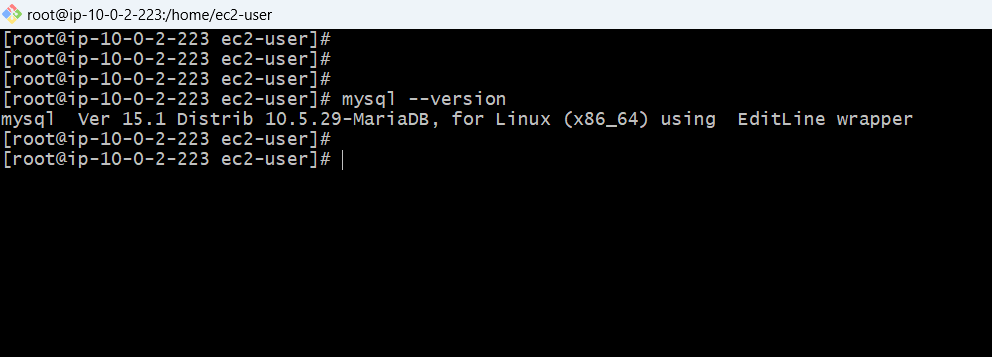 root@ip-10-0-2-223:/home/ec2-user
[root@ip-10-0-2-223 ec2-user]#
[root@ip-10-0-2-223 ec2-user]#
[root@ip-10-0-2-223 ec2-user]#
[root@ip-10-0-2-223 ec2-user]# mysql --version
mysql  Ver 15.1 Distrib 10.5.29-MariaDB, for Linux (x86_64) using  EditLine wrapper
[root@ip-10-0-2-223 ec2-user]#
[root@ip-10-0-2-223 ec2-user]#